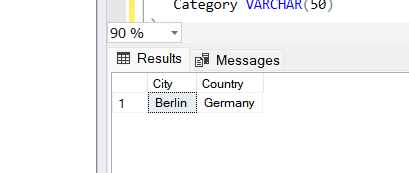 Category VARCHAR(50)
90 %
Results Messages
City Country
1 Berlin Germany